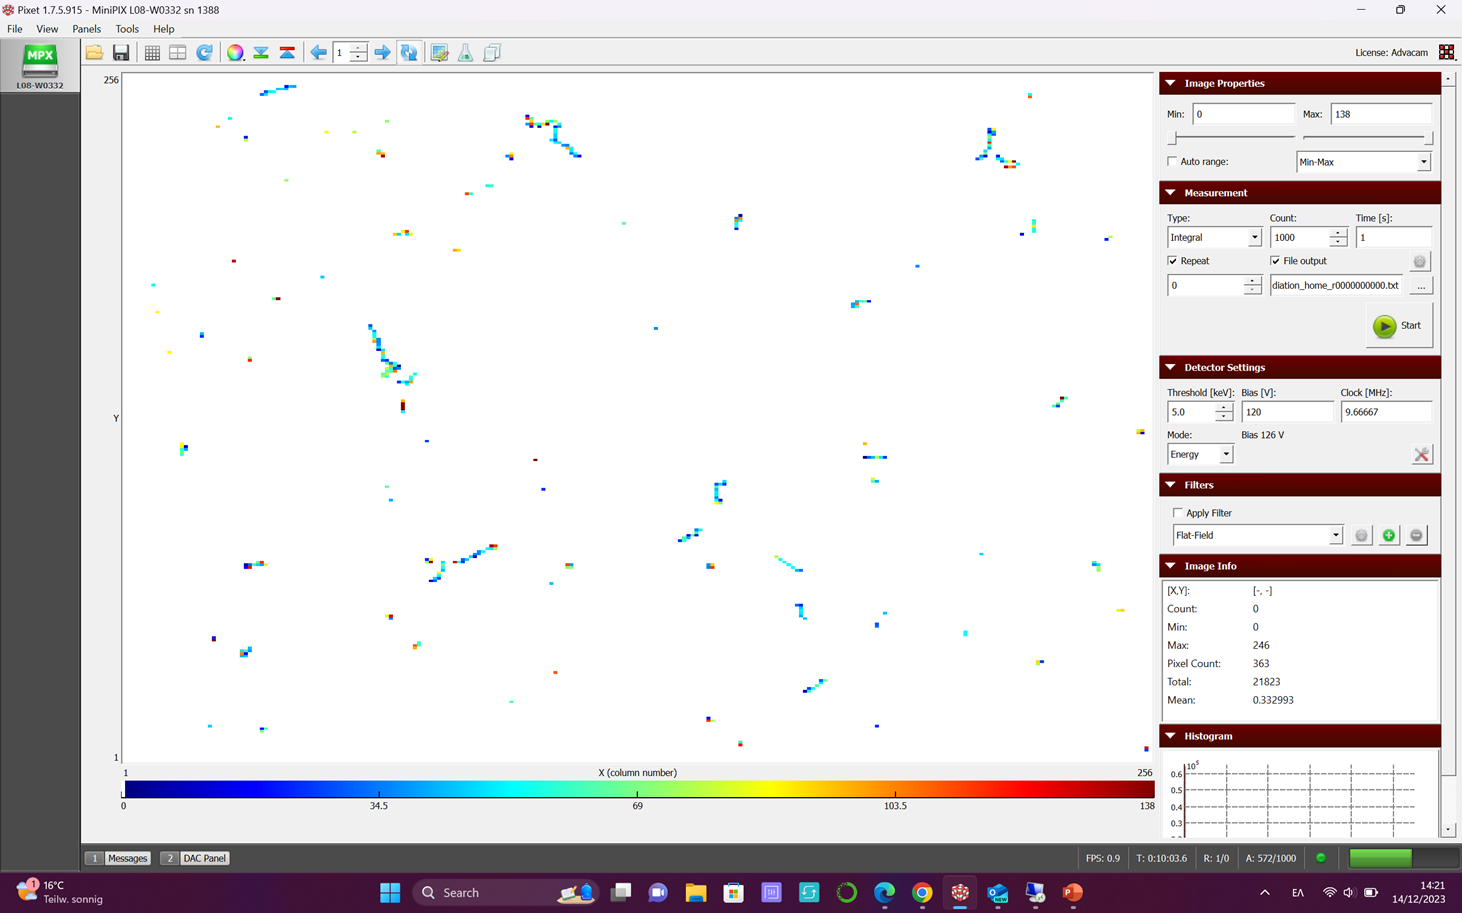 Pixet 1.7.5.915 - MiniPIX L08-W0332 sn 1388
File View Panels Tools Help
MPX
L08-W0332
1
License: Advacam
256
Y
1
1 X (column number) 256
0 34.5 69 103.5 138
Image Properties
Min: 0 Max: 138
Auto range: Min-Max
Measurement
Type: Count: Time [s]:
Integral 1000 1
Repeat File output
0 diation_home_r0000000000.txt ...
Start
Detector Settings
Threshold [keV]: Bias [V]: Clock [MHz]:
5.0 120 9.66667
Mode: Bias 126 V
Energy
Filters
Apply Filter
Flat-Field
Image Info
[X,Y]: [-, -]
Count: 0
Min: 0
Max: 246
Pixel Count: 363
Total: 21823
Mean: 0.332993
Histogram
10^5
0.6
0.5
0.4
0.3
1 Messages 2 DAC Panel
FPS: 0.9 T: 0:10:03.6 R: 1/0 A: 572/1000
1
16°C
Teilw. sonnig
Search
NEW
ΕΛ
14:21
14/12/2023